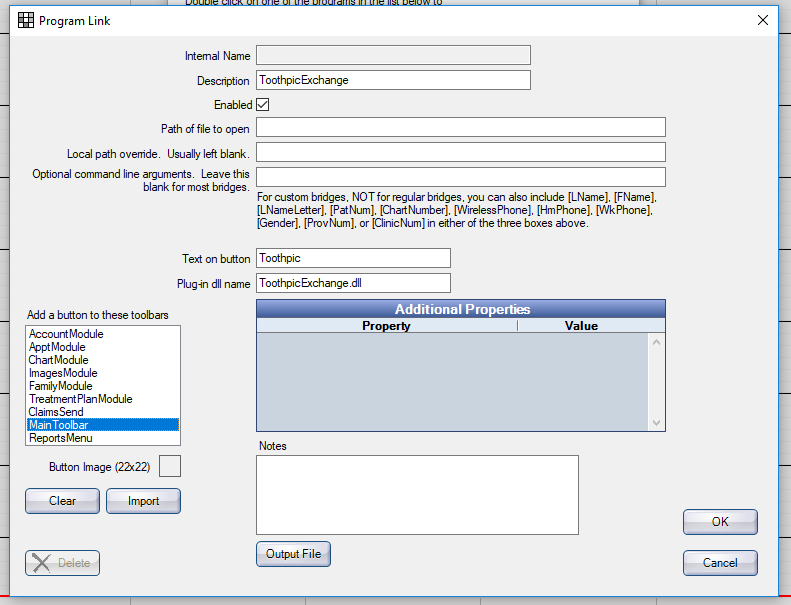 Double click on one of the programs in the list below to
Program Link
Internal Name
Description ToothpicExchange
Enabled
Path of file to open
Local path override. Usually left blank.
Optional command line arguments. Leave this
blank for most bridges.
For custom bridges, NOT for regular bridges, you can also include [LName], [FName],
[LNameLetter], [PatNum], [ChartNumber], [WirelessPhone], [HmPhone], [WkPhone],
[Gender], [ProvNum], or [ClinicNum] in either of the three boxes above.
Text on button Toothpic
Plug-in dll name ToothpicExchange.dll
Add a button to these toolbars
AccountModule
ApptModule
ChartModule
ImagesModule
FamilyModule
TreatmentPlanModule
ClaimsSend
MainToolbar
ReportsMenu
Additional Properties
Property Value
Button Image (22x22)
Clear Import
Delete
Notes
Output File
OK
Cancel